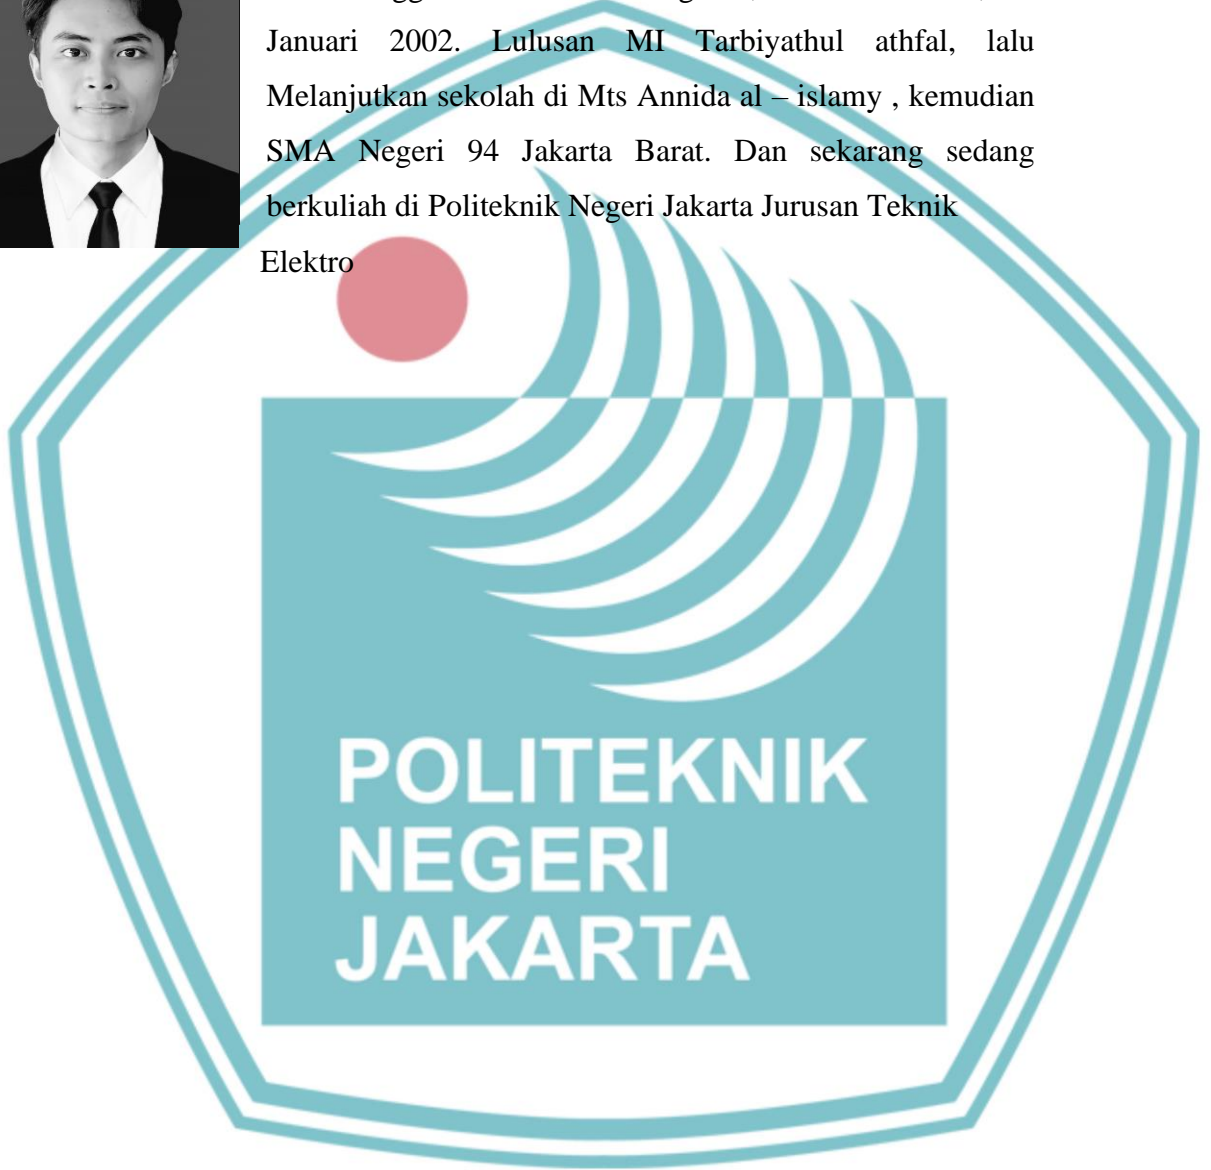 Januari 2002. Lulusan MI Tarbiyathul athfal, lalu
Melanjutkan sekolah di Mts Annida al – islamy , kemudian
SMA Negeri 94 Jakarta Barat. Dan sekarang sedang
berkuliah di Politeknik Negeri Jakarta Jurusan Teknik
Elektro
POLITEKNIK
NEGERI
JAKARTA